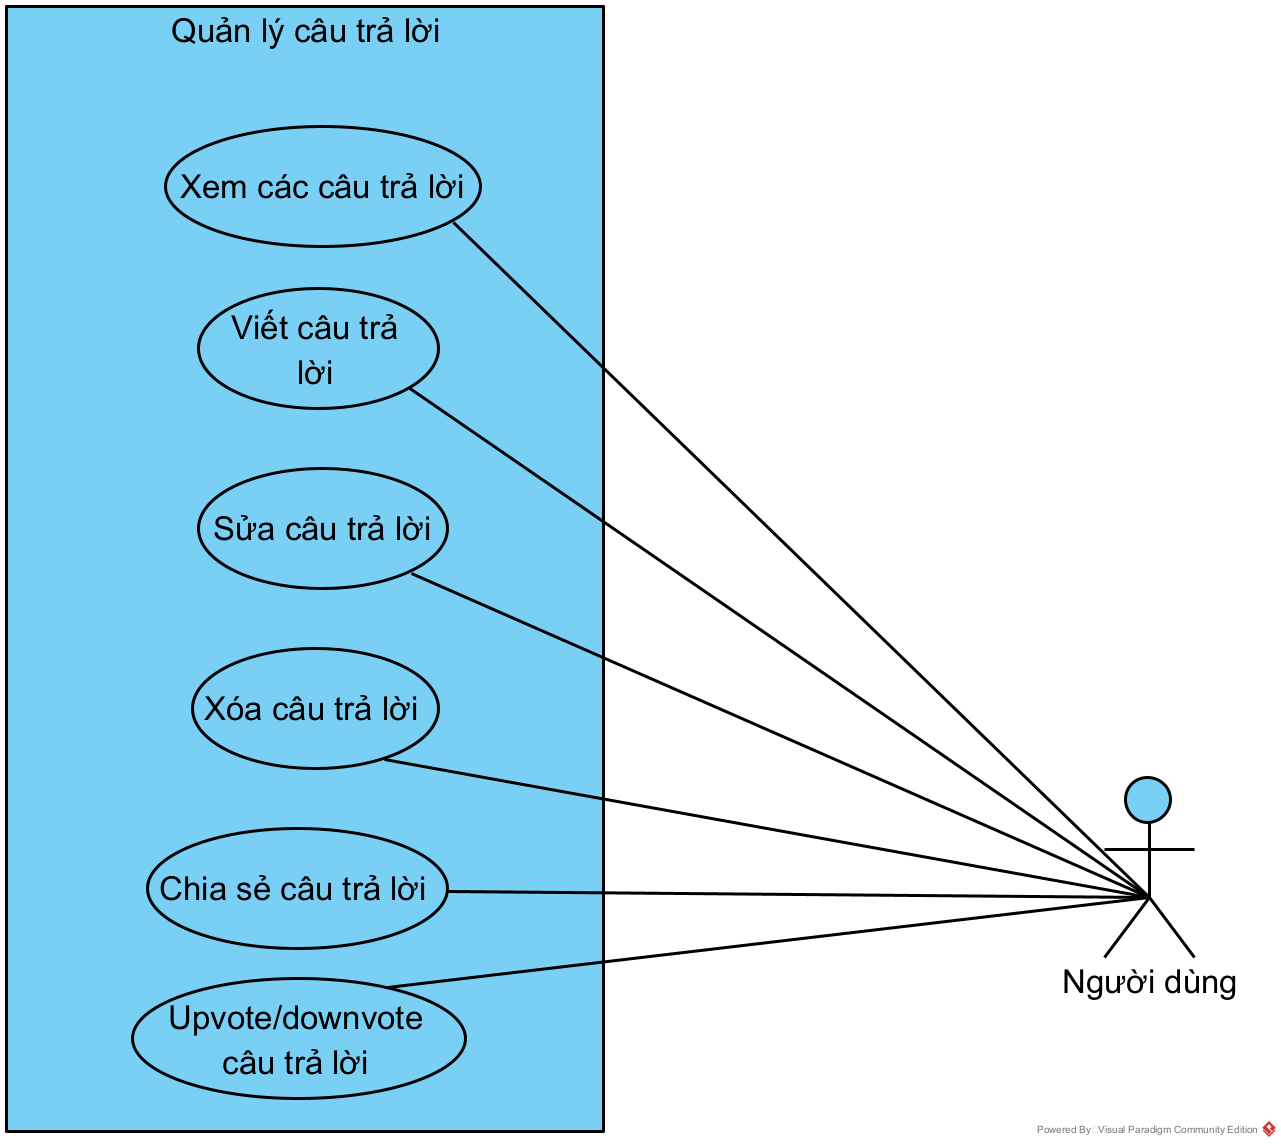 Quản lý câu trả lời
Xem các câu trả lời
Viết câu trả
lời
Sửa câu trả lời
Xóa câu trả lời
Chia sẻ câu trả lời
Upvote/downvote
câu trả lời
Người dùng
Powered By Visual Paradigm Community Edition